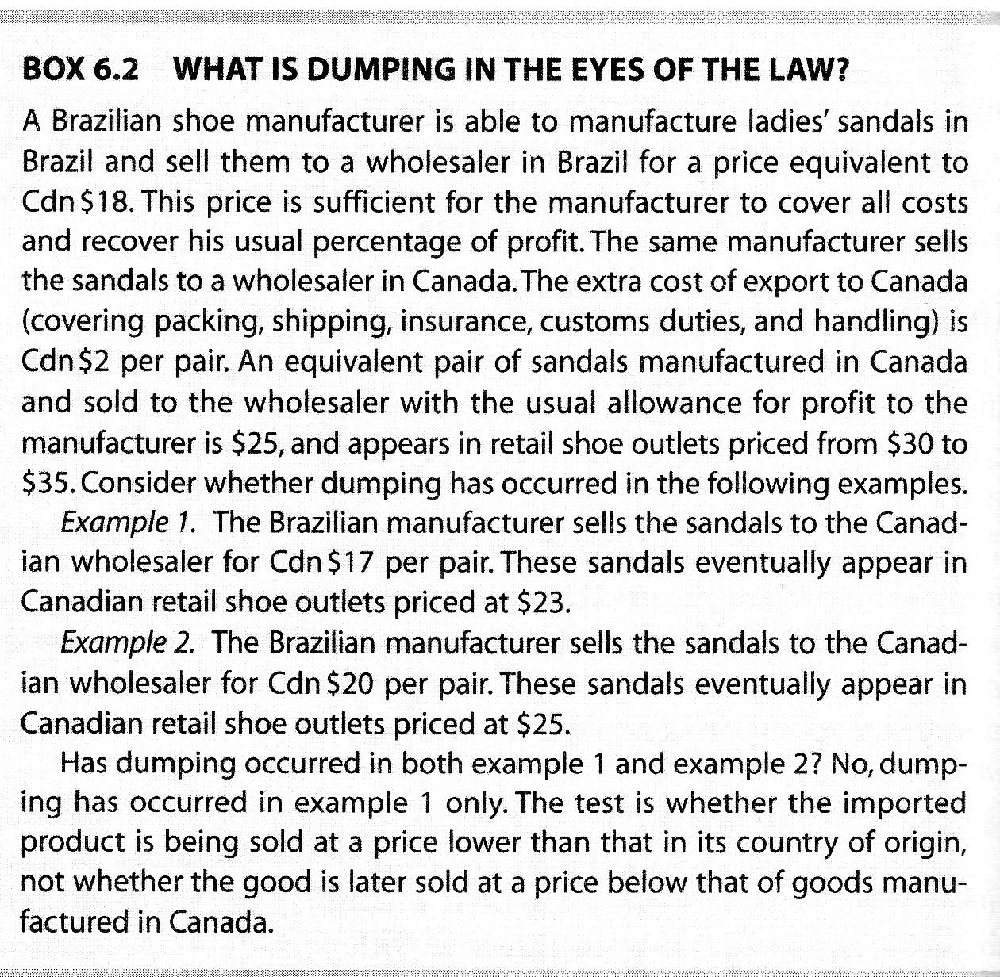 BOX 6.2 WHAT IS DUMPING IN THE EYES OF THE LAW?
A Brazilian shoe manufacturer is able to manufacture ladies’ sandals in
Brazil and sell them to a wholesaler in Brazil for a price equivalent to
Cdn$18. This price is sufficient for the manufacturer to cover all costs
and recover his usual percentage of profit. The same manufacturer sells
the sandals to a wholesaler in Canada. The extra cost of export to Canada
(covering packing, shipping, insurance, customs duties, and handling) is
Cdn$2 per pair. An equivalent pair of sandals manufactured in Canada
and sold to the wholesaler with the usual allowance for profit to the
manufacturer is $25, and appears in retail shoe outlets priced from $30 to
$35. Consider whether dumping has occurred in the following examples.
Example 1. The Brazilian manufacturer sells the sandals to the Canad-
ian wholesaler for Cdn$17 per pair. These sandals eventually appear in
Canadian retail shoe outlets priced at $23.
Example 2. The Brazilian manufacturer sells the sandals to the Canad-
ian wholesaler for Cdn$20 per pair. These sandals eventually appear in
Canadian retail shoe outlets priced at $25.
Has dumping occurred in both example 1 and example 2? No, dump-
ing has occurred in example 1 only. The test is whether the imported
product is being sold at a price lower than that in its country of origin,
not whether the good is later sold at a price below that of goods manu-
factured in Canada.